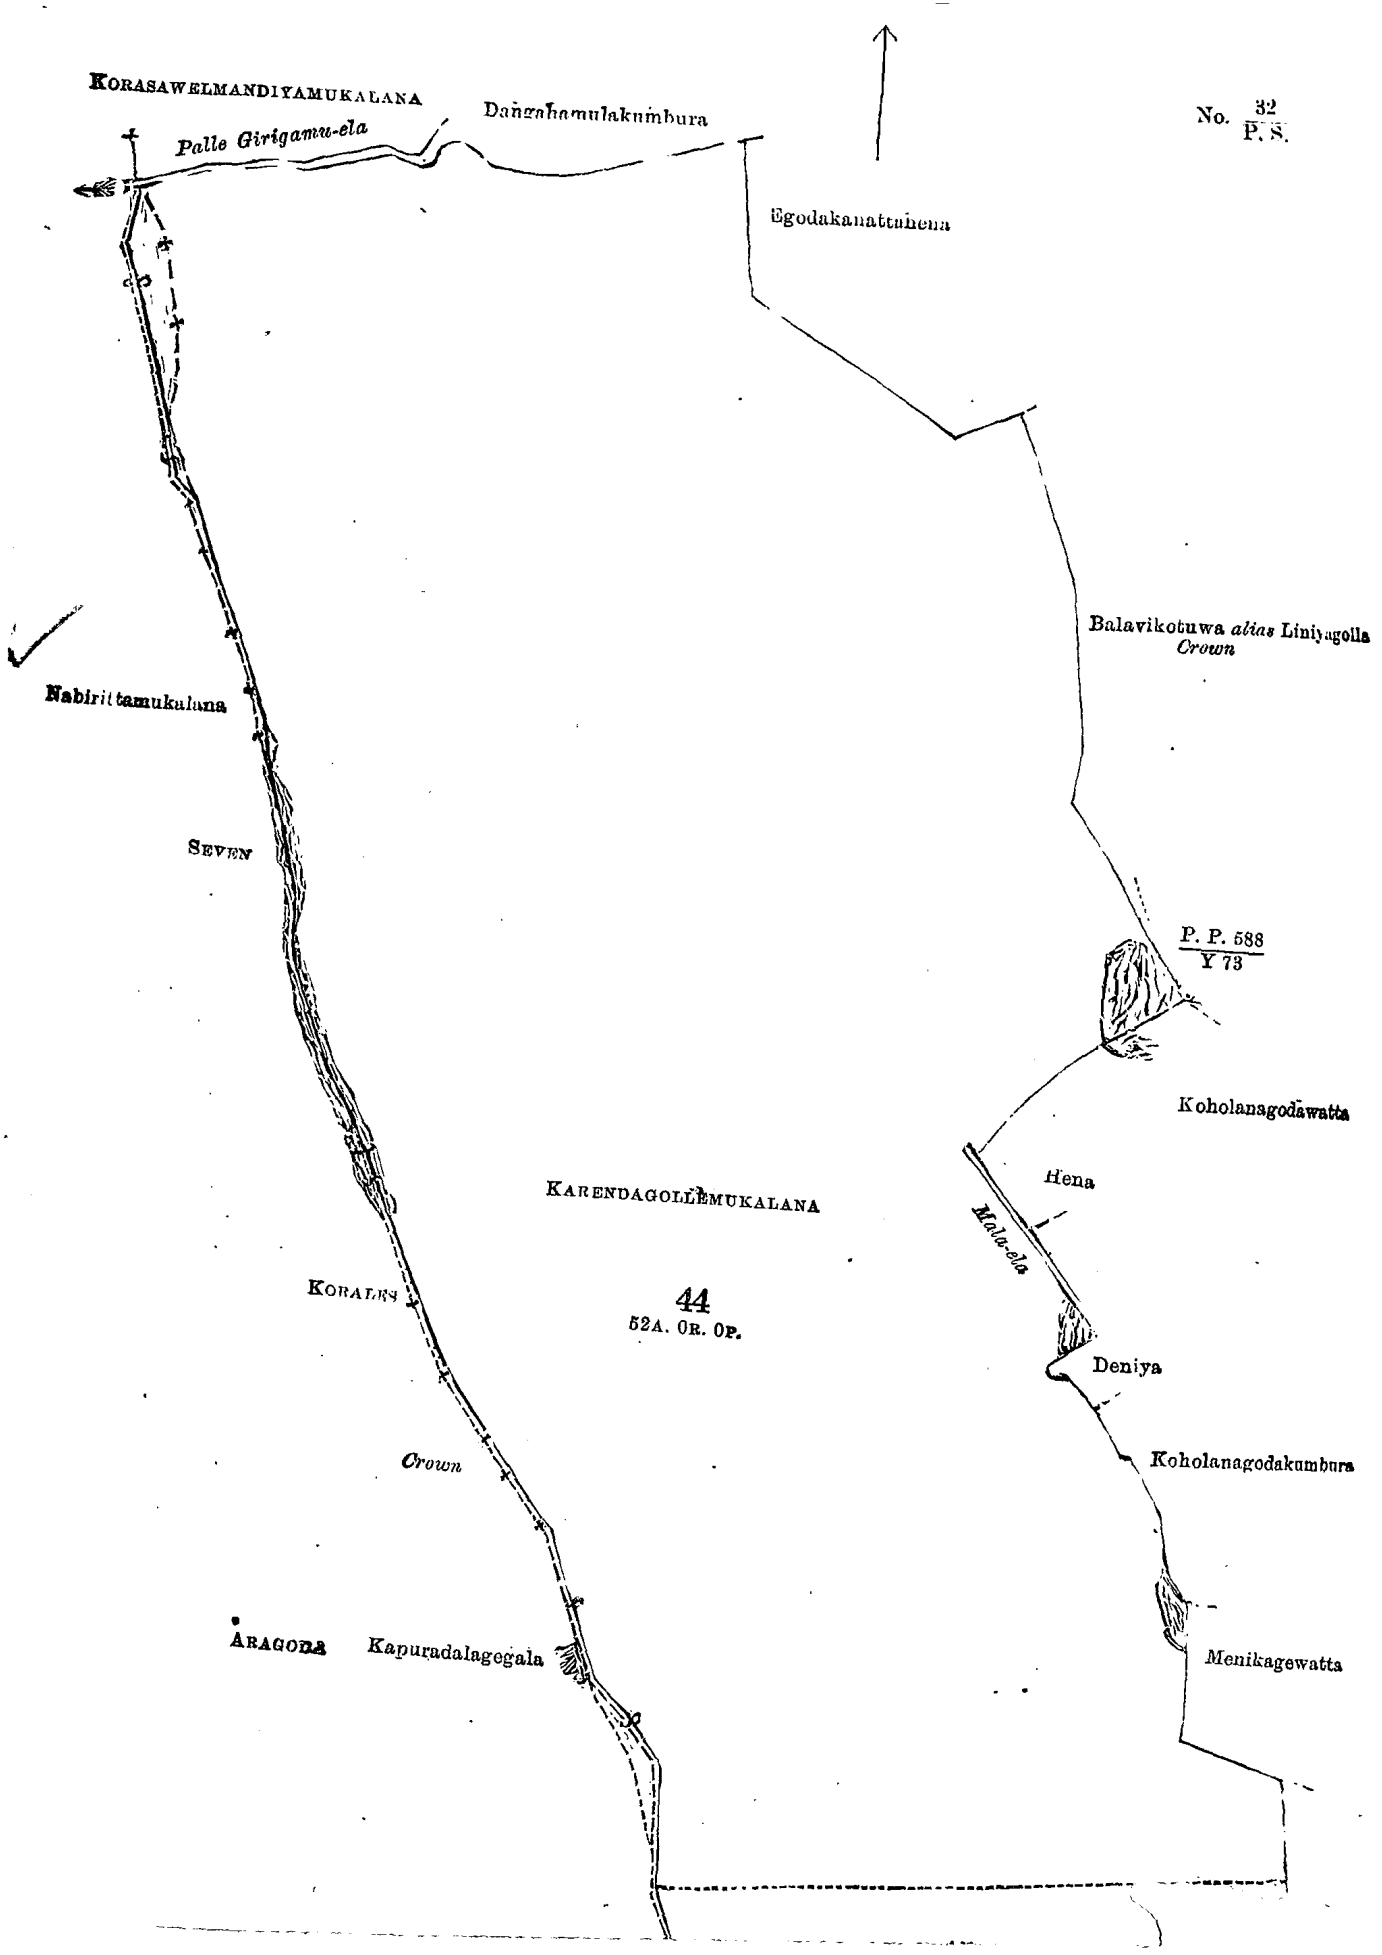 KORASAWELMANDIYAMUKALANA
Dangahamulakumbura
No. 32
P. S.
Palle Girigamu-ela
Egodakanattuhena
Balavikotuwa alias Liniyagolla
Crown
Nabirittamukalana
SEVEN
P. P. 588
Y 73
Koholanagodawatta
Hena
KARENDAGOLLEMUKALANA
Mala-ela
KORALES
44
52A. 0R. 0P.
Deniya
Crown
Koholanagodakumbura
ARAGODA
Kapuradalagegala
Menikagewatta